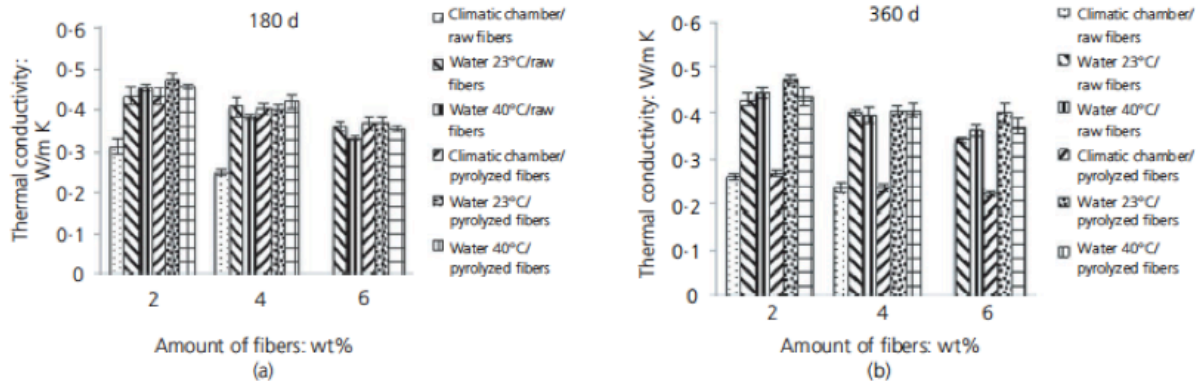 180 d
Thermal conductivity:
W/m K
0·6
0·5
0·4
0·3
0·2
0·1
0
2 4 6
Amount of fibers: wt%
(a)
Climatic chamber/
raw fibers
Water 23°C/raw
fibers
Water 40°C/raw
fibers
Climatic chamber/
pyrolyzed fibers
Water 23°C/
pyrolyzed fibers
Water 40°C/
pyrolyzed fibers
360 d
Thermal conductivity: W/m K
0·6
0·5
0·4
0·3
0·2
0·1
0
2 4 6
Amount of fibers: wt%
(b)
Climatic chamber/
raw fibers
Water 23°C/
raw fibers
Water 40°C/
raw fibers
Climatic chamber/
pyrolyzed fibers
Water 23°C/
pyrolyzed fibers
Water 40°C/
pyrolyzed fibers